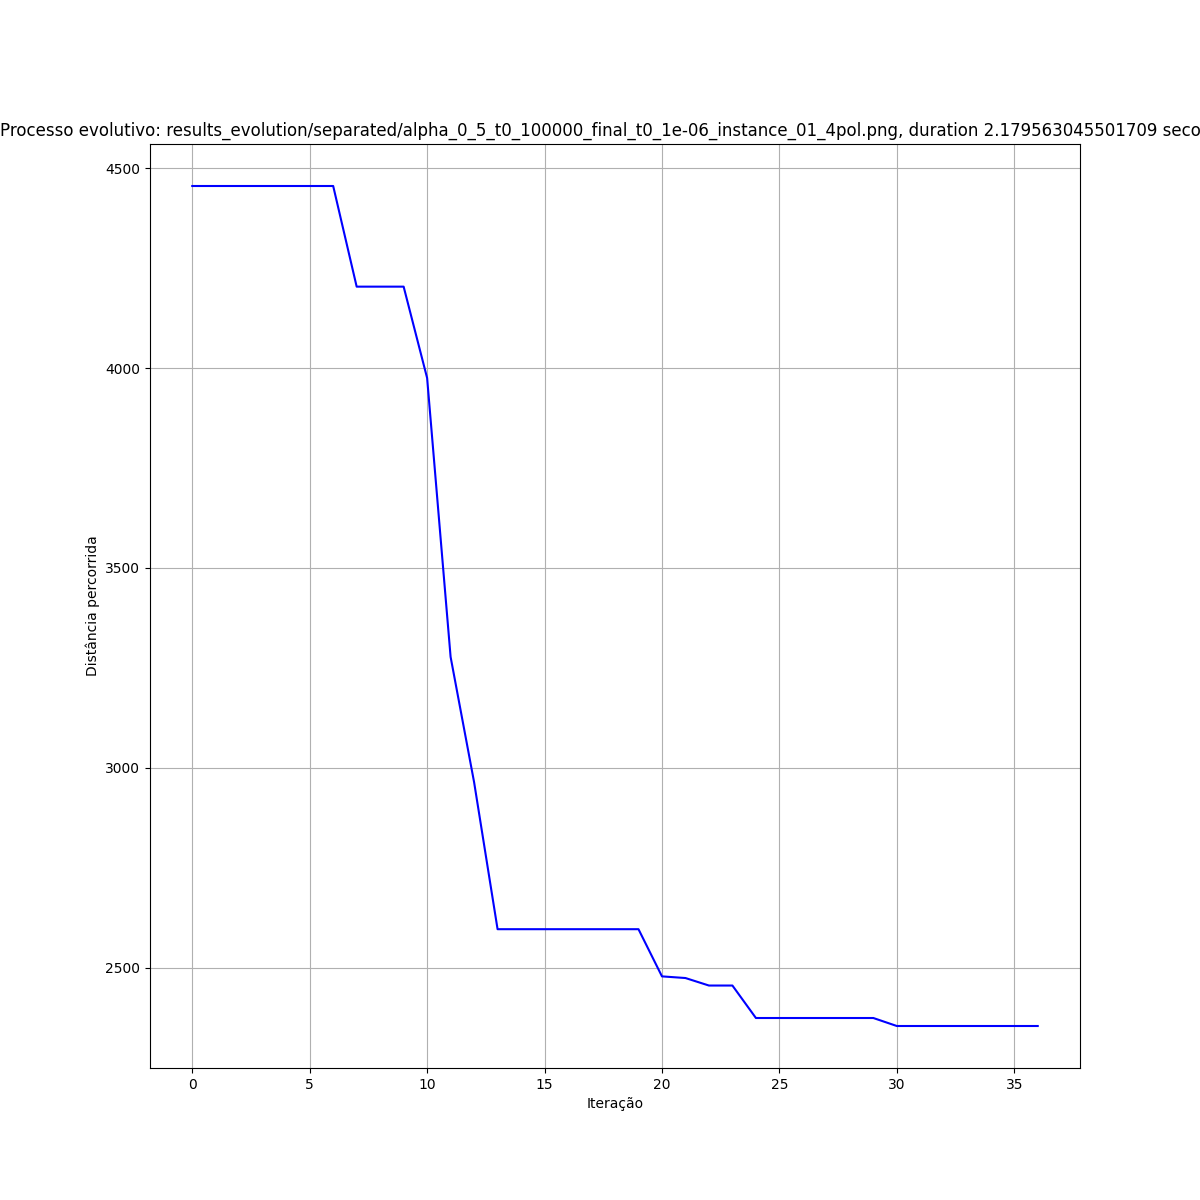 Processo evolutivo: results_evolution/separated/alpha_0_5_t0_100000_final_t0_1e-06_instance_01_4pol.png, duration 2.179563045501709 seco
4500
4000
3500
3000
2500
Distância percorrida
0 5 10 15 20 25 30 35
Iteração